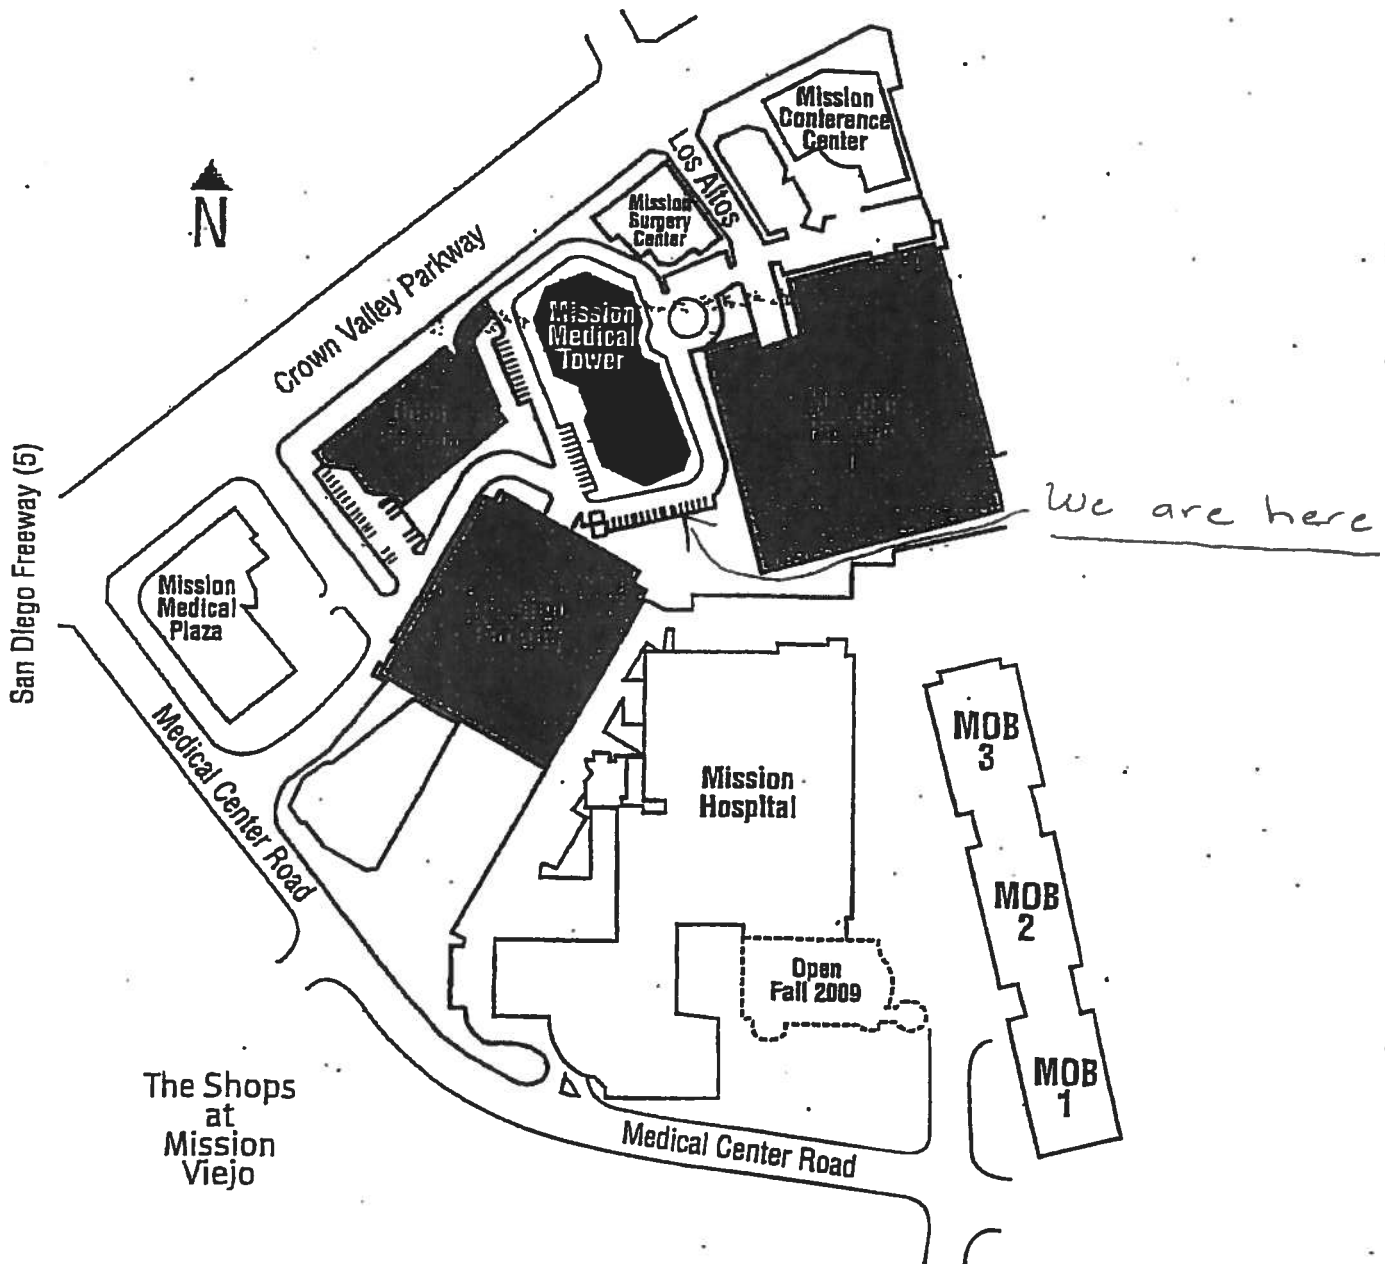 Mission
Conference
Center
Los Altos
Mission
Surgery
Center
N
Crown Valley Parkway
Mission
Medical
Tower
San Diego Freeway (5)
We are here
Mission
Medical
Plaza
Medical Center Road
MOB
3
Mission
Hospital
MOB
2
Open
Fall 2009
MOB
1
The Shops
at
Mission
Viejo
Medical Center Road